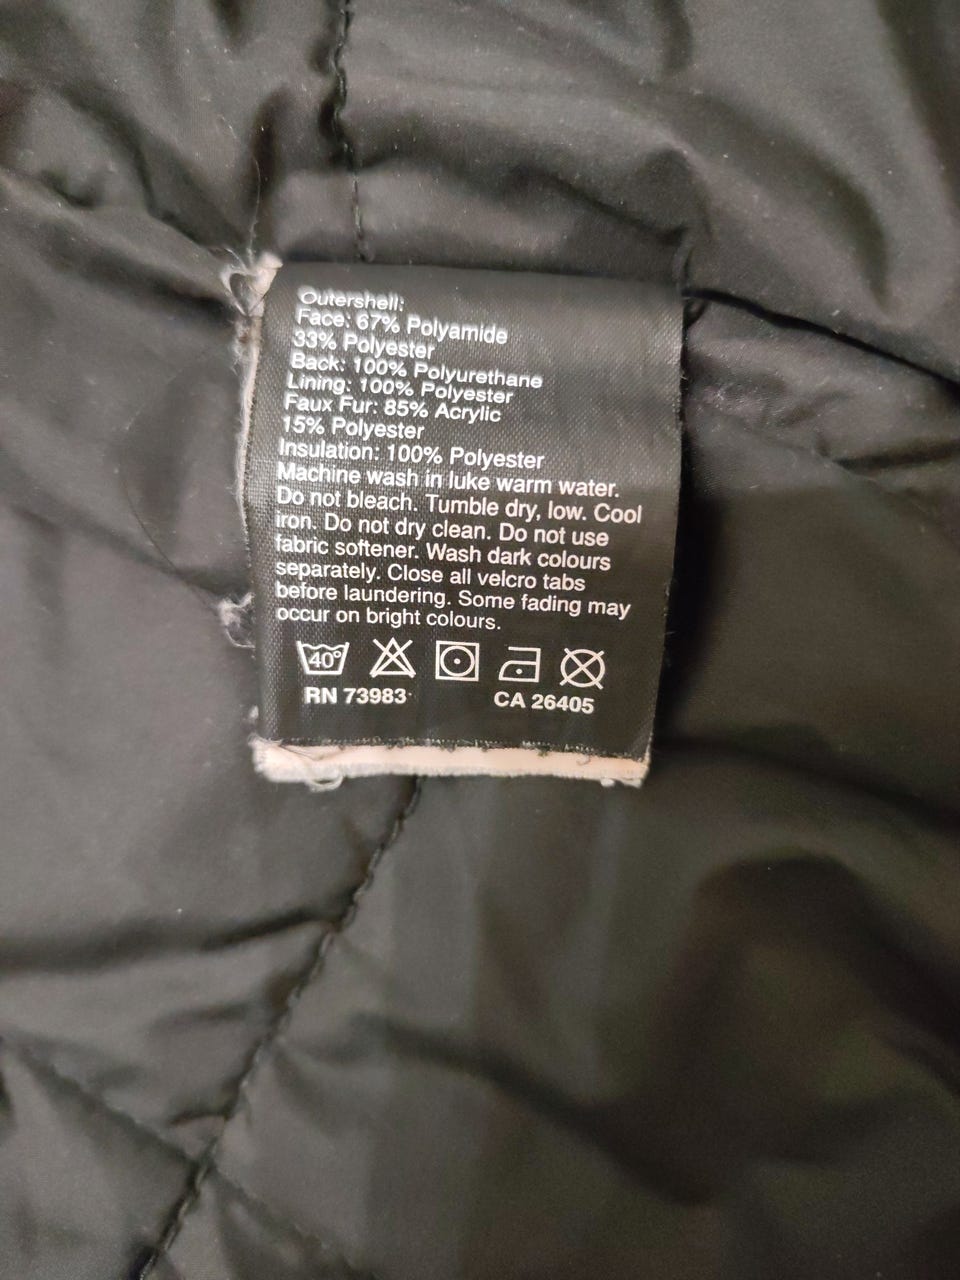 Outershell:
Face: 67% Polyamide
33% Polyester
Back: 100% Polyurethane
Lining: 100% Polyester
Faux Fur: 85% Acrylic
15% Polyester
Insulation: 100% Polyester
Machine wash in luke warm water.
Do not bleach. Tumble dry, low. Cool
iron. Do not dry clean. Do not use
fabric softener. Wash dark colours
separately. Close all velcro tabs
before laundering. Some fading may
occur on bright colours.
40°
RN 73983 CA 26405